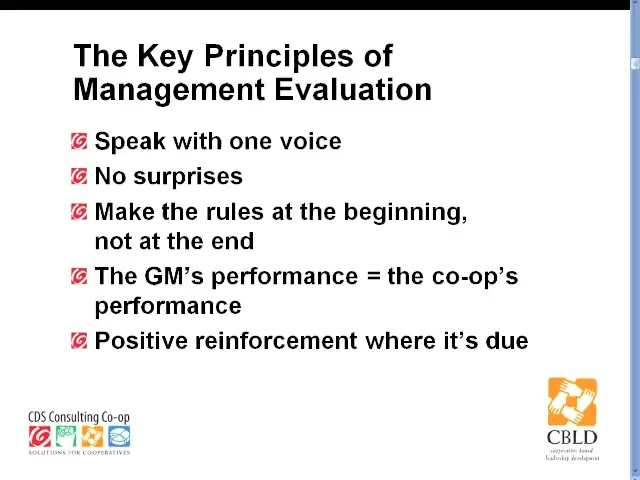 The Key Principles of
Management Evaluation
Speak with one voice
No surprises
Make the rules at the beginning,
not at the end
The GM's performance = the co-op's
performance
Positive reinforcement where it's due
CDS Consulting Co-op
SOLUTIONS FOR COOPERATIVES
CBLD
cooperative board
leadership development